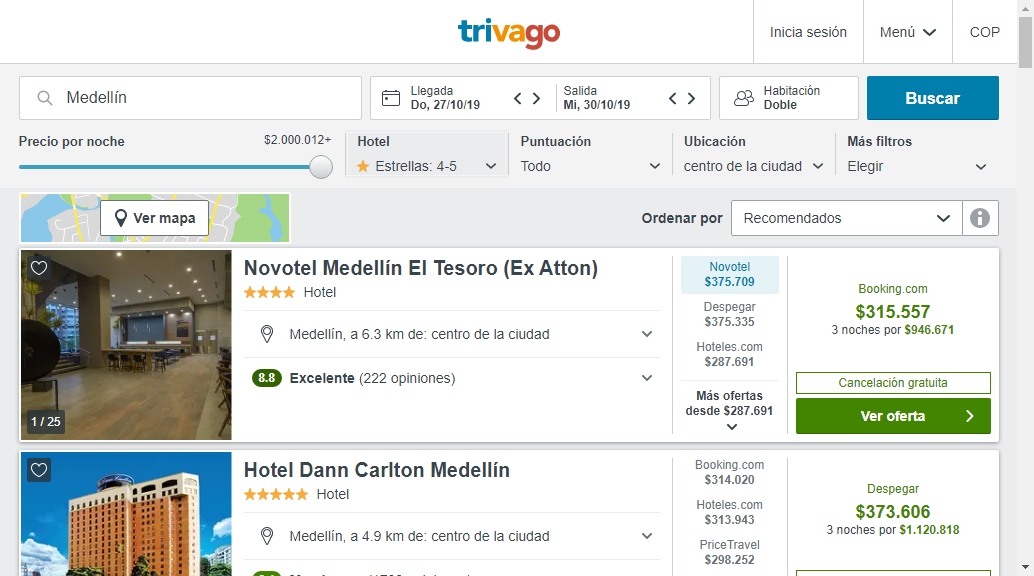 trivago
Inicia sesión
Menú
COP
Medellín
Llegada
Do, 27/10/19
Salida
Mi, 30/10/19
Habitación
Doble
Buscar
Precio por noche
$2.000.012+
Hotel
Estrellas: 4-5
Puntuación
Todo
Ubicación
centro de la ciudad
Más filtros
Elegir
Ver mapa
Ordenar por
Recomendados
1 / 25
Novotel Medellín El Tesoro (Ex Atton)
Hotel
Medellín, a 6.3 km de: centro de la ciudad
8.8 Excelente (222 opiniones)
Novotel
$375.709
Despegar
$375.335
Hoteles.com
$287.691
Más ofertas
desde $287.691
Booking.com
$315.557
3 noches por $946.671
Cancelación gratuita
Ver oferta
Hotel Dann Carlton Medellín
Hotel
Medellín, a 4.9 km de: centro de la ciudad
Booking.com
$314.020
Hoteles.com
$313.943
PriceTravel
$298.252
Despegar
$373.606
3 noches por $1.120.818